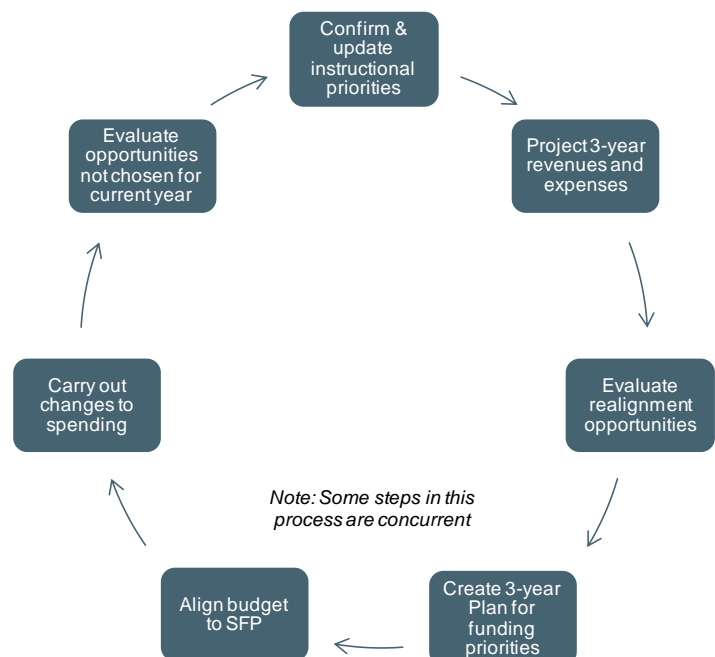 Confirm &
update
instructional
priorities
Project 3-year
revenues and
expenses
Evaluate
realignment
opportunities
Create 3-year
Plan for
funding
priorities
Align budget
to SFP
Carry out
changes to
spending
Evaluate
opportunities
not chosen for
current year
Note: Some steps in this
process are concurrent